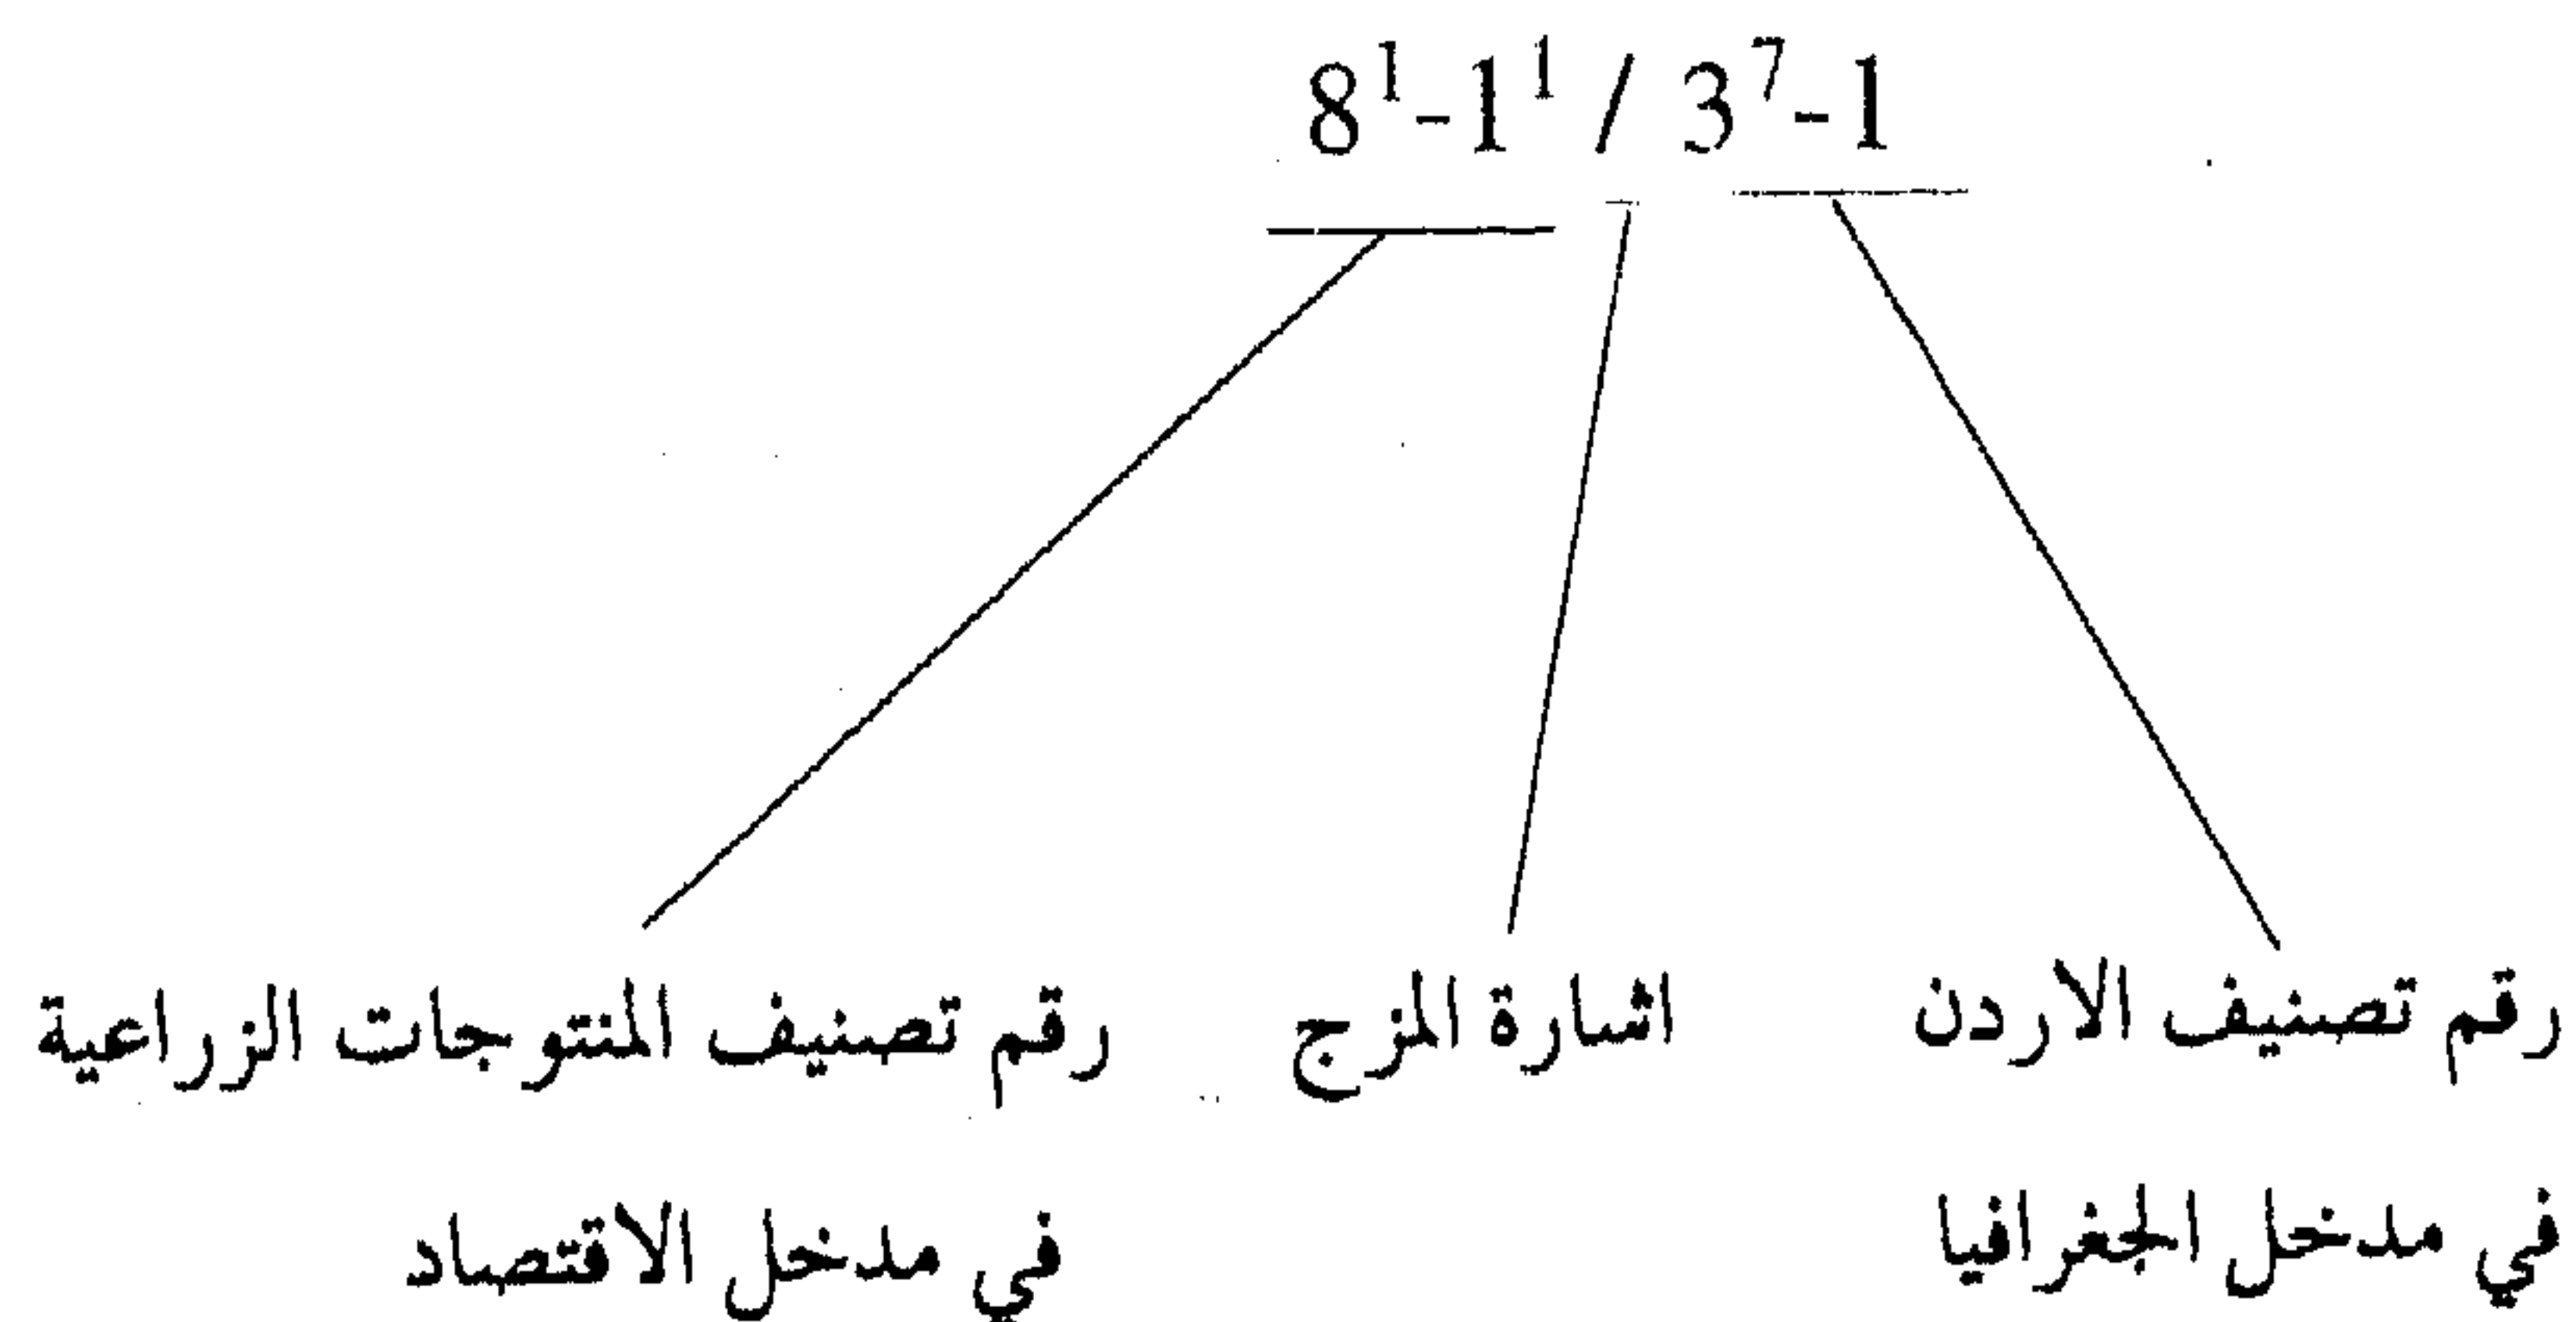 8¹-1¹ / 3⁷-1
رقم تصنيف الاردن
في مدخل الجغرافيا
اشارة المزج
رقم تصنيف المنتوجات الزراعية
في مدخل الاقتصاد